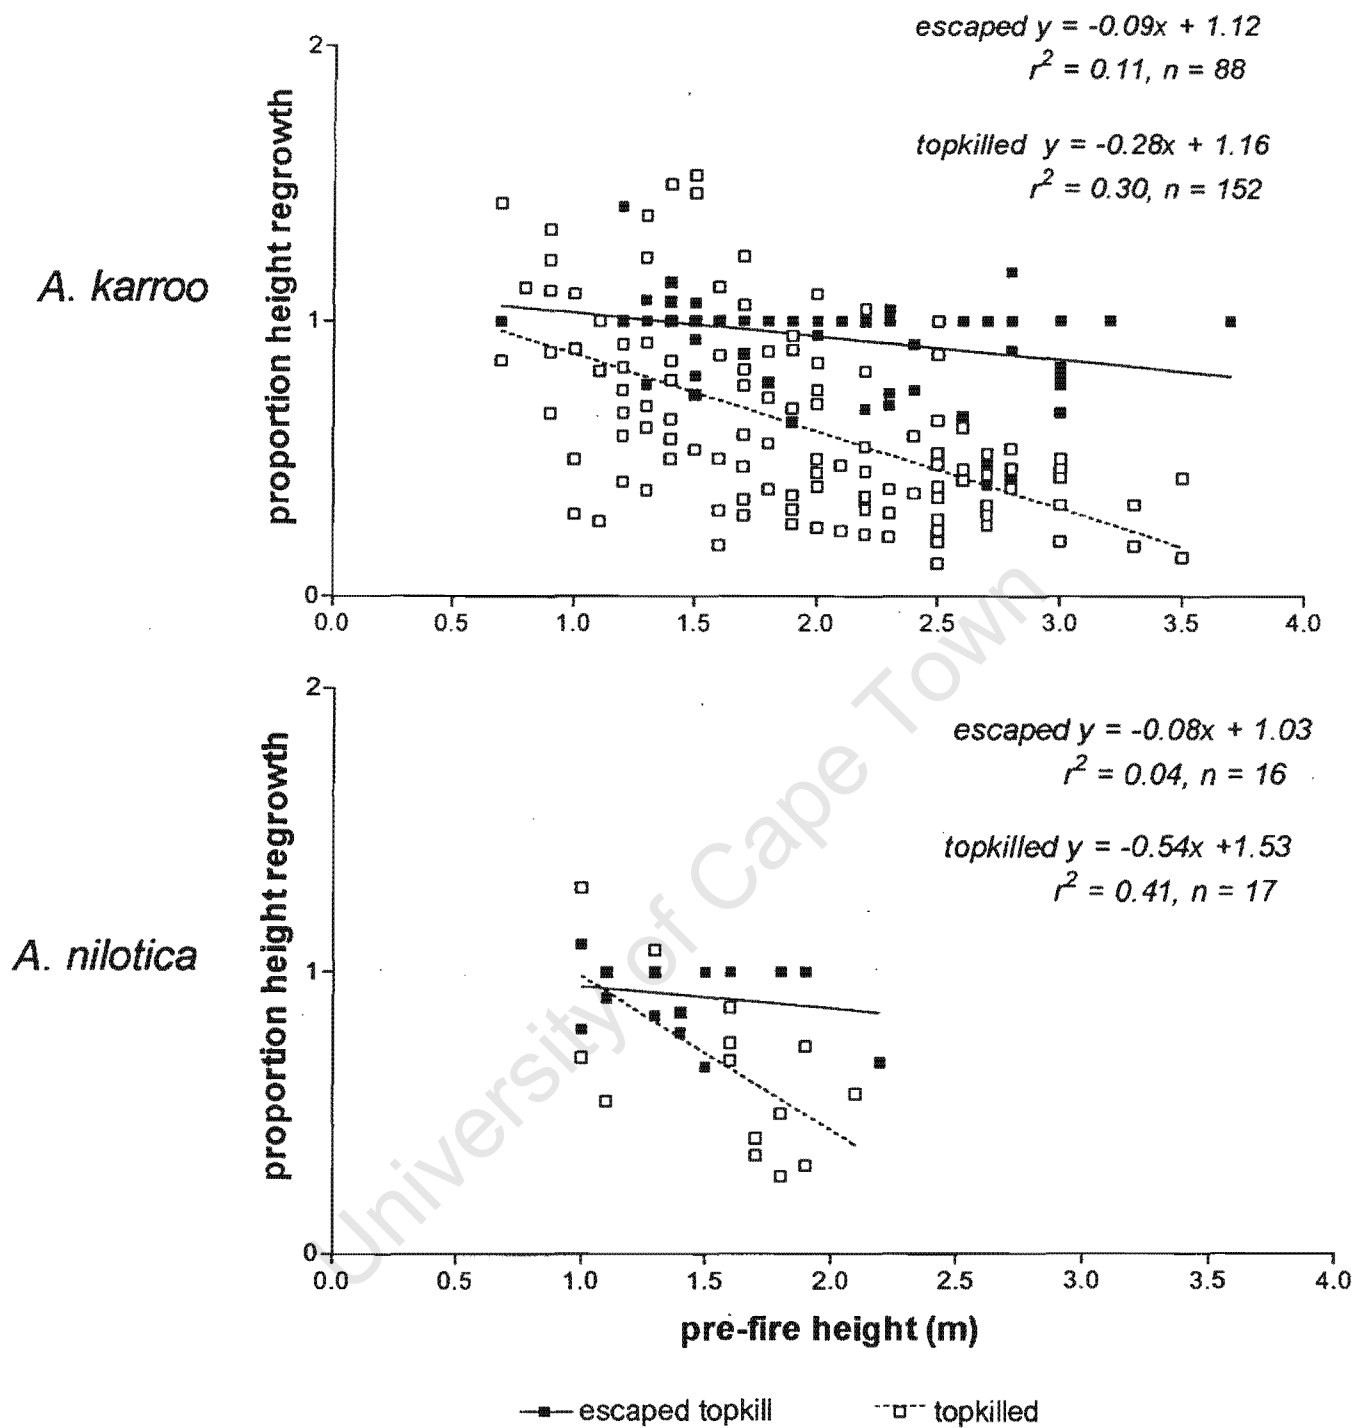 escaped y = -0.09x + 1.12
r² = 0.11, n = 88
topkilled y = -0.28x + 1.16
r² = 0.30, n = 152
A. karroo
proportion height regrowth
2
1
0
0.0 0.5 1.0 1.5 2.0 2.5 3.0 3.5 4.0
escaped y = -0.08x + 1.03
r² = 0.04, n = 16
topkilled y = -0.54x +1.53
r² = 0.41, n = 17
A. nilotica
proportion height regrowth
2
1
0
0.0 0.5 1.0 1.5 2.0 2.5 3.0 3.5 4.0
pre-fire height (m)
escaped topkill topkilled
University of Cape Town